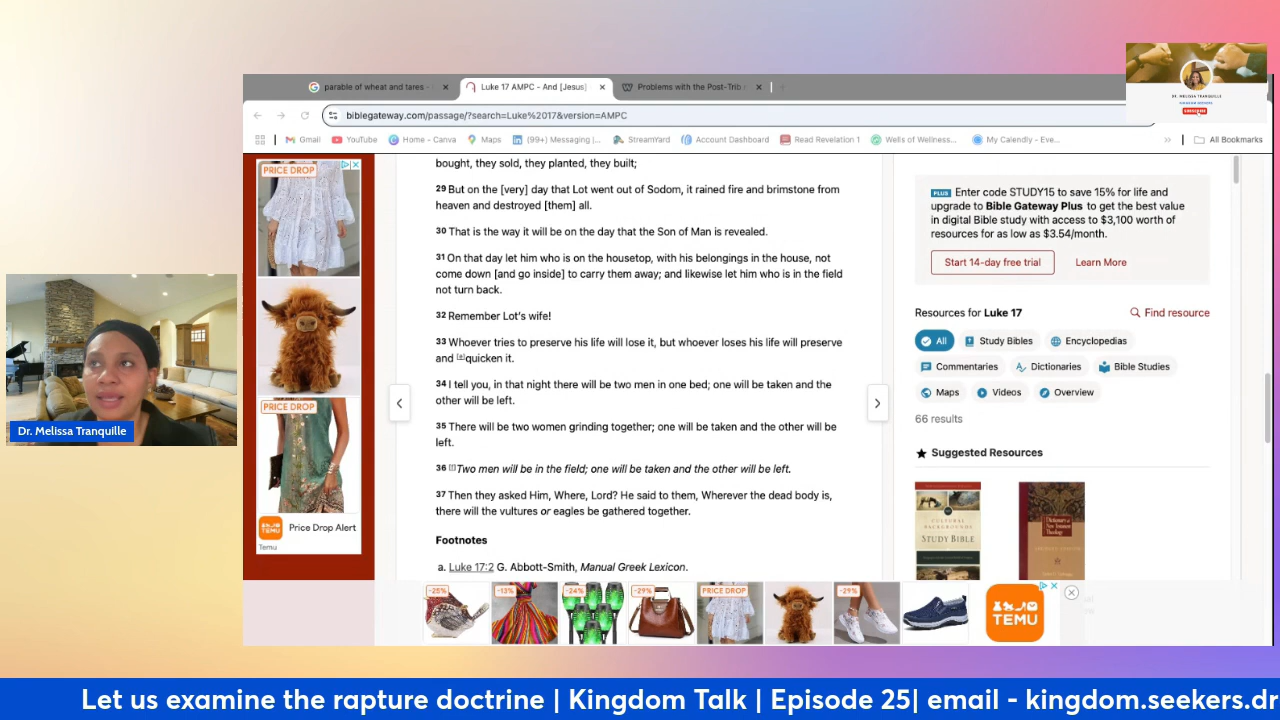 parable of wheat and tares -
Luke 17 AMPC - And [Jesus]
Problems with the Post-Trib
biblegateway.com/passage/?search=Luke%2017&version=AMPC
Gmail
YouTube
Home - Canva
Maps
(99+) Messaging |...
StreamYard
Account Dashboard
Read Revelation 1
Wells of Wellness...
My Calendly - Eve...
All Bookmarks
DR. MELISSA TRANQUILLE
KINGDOM SEEKERS
SUBSCRIBE
PRICE DROP
PRICE DROP
Price Drop Alert
Temu
bought, they sold, they planted, they built;
29 But on the [very] day that Lot went out of Sodom, it rained fire and brimstone from
heaven and destroyed [them] all.
30 That is the way it will be on the day that the Son of Man is revealed.
31 On that day let him who is on the housetop, with his belongings in the house, not
come down [and go inside] to carry them away; and likewise let him who is in the field
not turn back.
32 Remember Lot's wife!
33 Whoever tries to preserve his life will lose it, but whoever loses his life will preserve
and [e]quicken it.
34 I tell you, in that night there will be two men in one bed; one will be taken and the
other will be left.
35 There will be two women grinding together; one will be taken and the other will be
left.
36 [f]Two men will be in the field; one will be taken and the other will be left.
37 Then they asked Him, Where, Lord? He said to them, Wherever the dead body is,
there will the vultures or eagles be gathered together.
Footnotes
a. Luke 17:2 G. Abbott-Smith, Manual Greek Lexicon.
PLUS Enter code STUDY15 to save 15% for life and
upgrade to Bible Gateway Plus to get the best value
in digital Bible study with access to $3,100 worth of
resources for as low as $3.54/month.
Start 14-day free trial
Learn More
Resources for Luke 17
Find resource
All
Study Bibles
Encyclopedias
Commentaries
Dictionaries
Bible Studies
Maps
Videos
Overview
66 results
Suggested Resources
CULTURAL
BACKGROUNDS
STUDY BIBLE
-25%
-13%
-24%
-29%
PRICE DROP
-29%
TEMU
Dr. Melissa Tranquille
Let us examine the rapture doctrine | Kingdom Talk | Episode 25| email - kingdom.seekers.dr